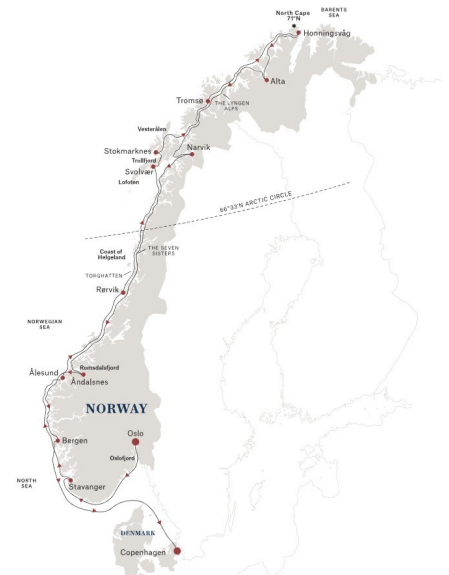 North Cape
71°N
BARENTS
SEA
Honningsvåg
Alta
Tromsø
THE LYNGEN
ALPS
Vesterålen
Stokmarknes
Narvik
Trollfjord
Svolvær
Lofoten
66°33'N ARCTIC CIRCLE
Coast of
Helgeland
THE SEVEN
SISTERS
TORGHATTEN
Rørvik
NORWEGIAN
SEA
Ålesund
Romsdalsfjord
Åndalsnes
NORWAY
Oslo
Bergen
Oslofjord
NORTH
SEA
Stavanger
DENMARK
Copenhagen